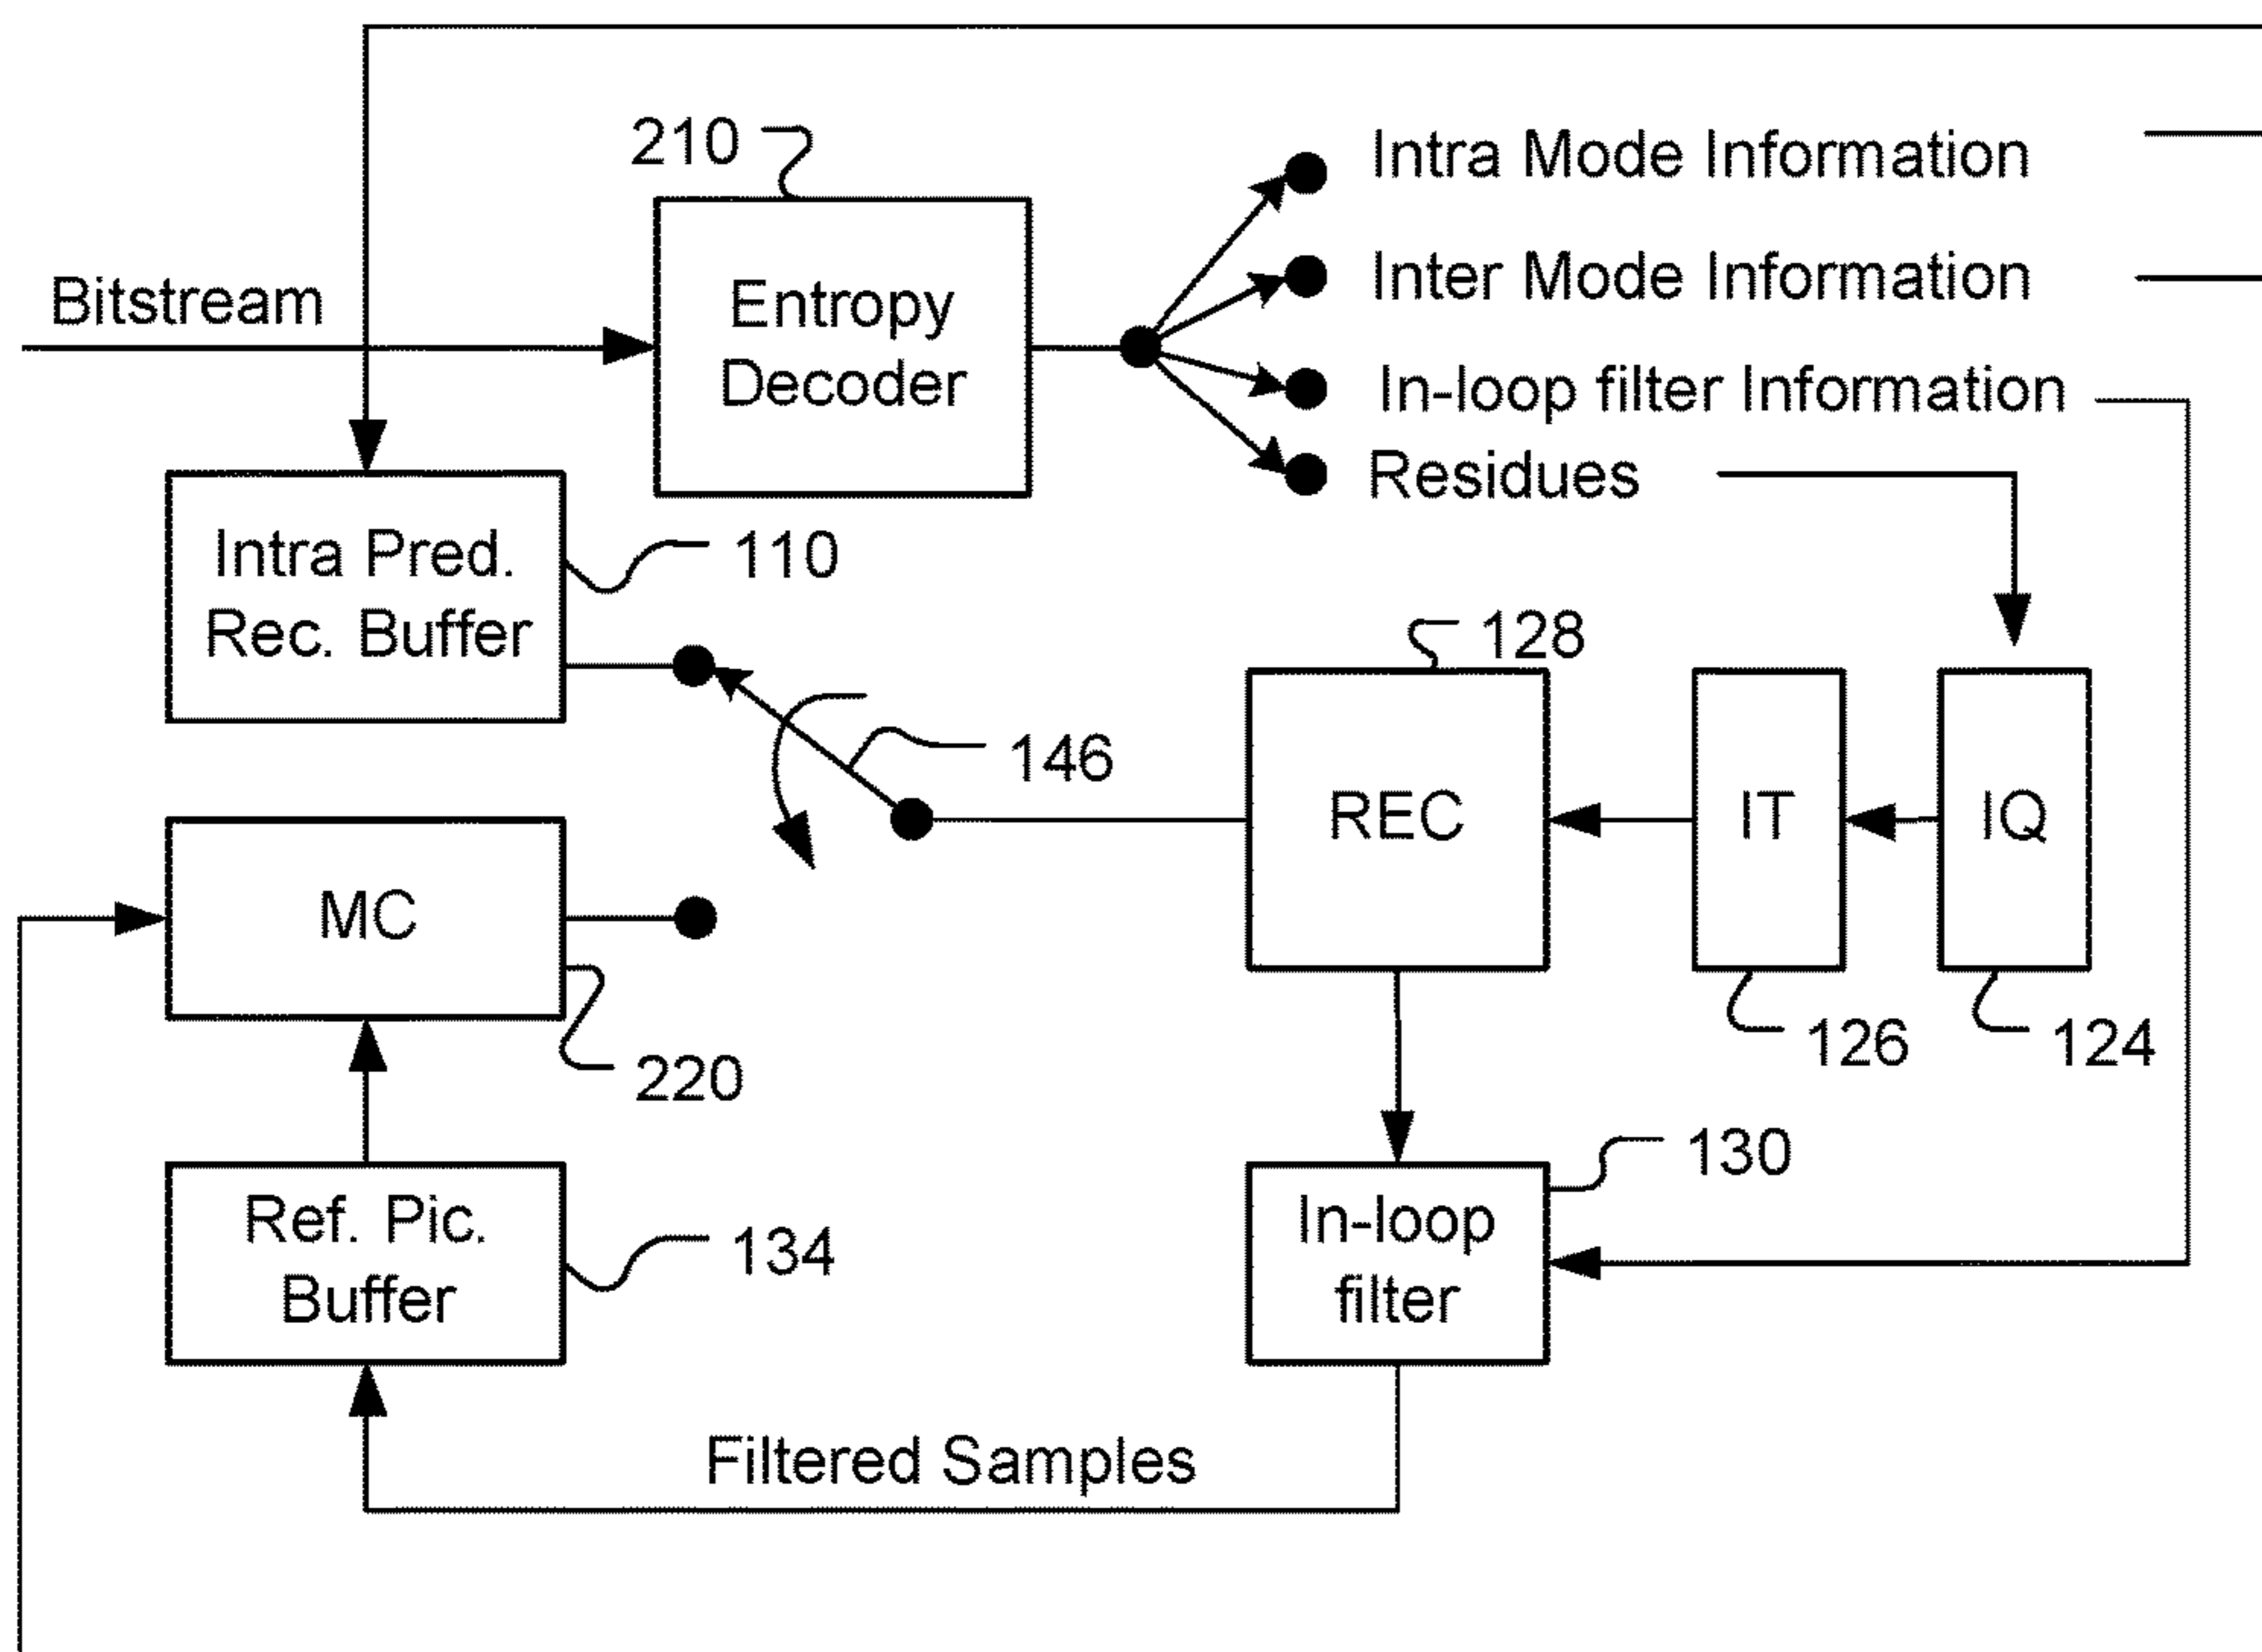 210
Intra Mode Information
Inter Mode Information
Bitstream
Entropy
Decoder
In-loop filter Information
Residues
Intra Pred.
Rec. Buffer
110
128
146
REC
IT
IQ
MC
126
124
220
130
Ref. Pic.
Buffer
134
In-loop
filter
Filtered Samples